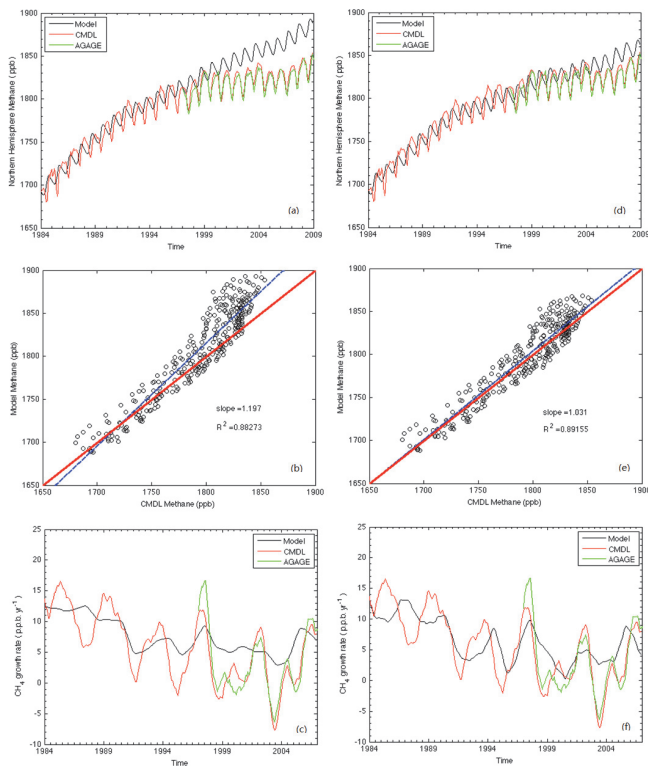 1900
1850
1800
1750
1700
1650
Northern Hemisphere Methane (ppb)
Model
CMDL
AGAGE
(a)
1984 1989 1994 1999 2004 2009
Time
1900
1850
1800
1750
1700
1650
Northern Hemisphere Methane (ppb)
Model
CMDL
AGAGE
(d)
1984 1989 1994 1999 2004 2009
Time
1900
1850
1800
1750
1700
1650
Model Methane (ppb)
slope =1.197
R2 =0.88273
(b)
1650 1700 1750 1800 1850 1900
CMDL Methane (ppb)
1900
1850
1800
1750
1700
1650
Model Methane (ppb)
slope =1.031
R2 =0.89155
(e)
1650 1700 1750 1800 1850 1900
CMDL Methane (ppb)
25
20
15
10
5
0
-5
-10
CH4 growth rate (p.p.b. yr-1)
Model
CMDL
AGAGE
(c)
1984 1989 1994 1999 2004
Time
25
20
15
10
5
0
-5
-10
CH4 growth rate (p.p.b. yr-1)
Model
CMDL
AGAGE
(f)
1984 1989 1994 1999 2004
Time